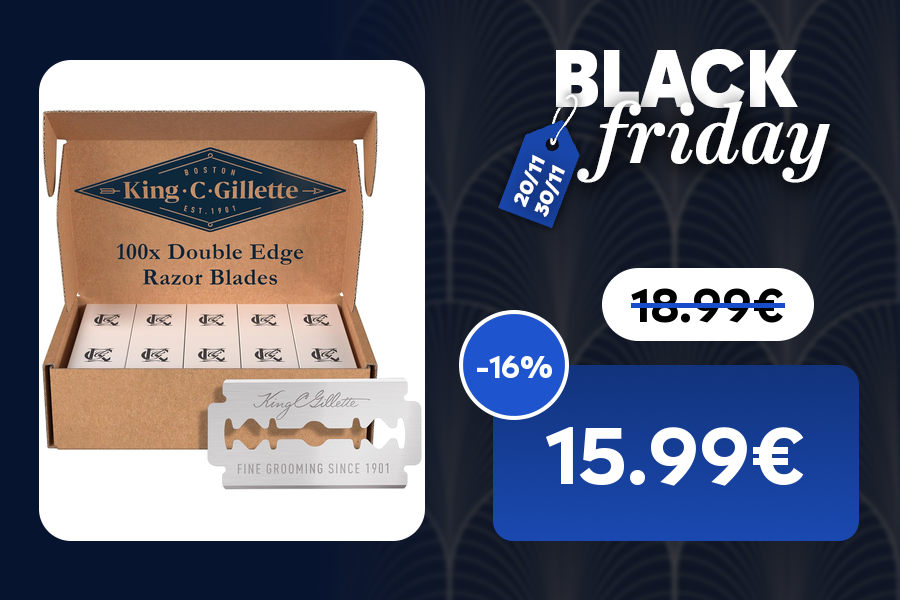 BOSTON
King·C·Gillette
EST. 1901
100x Double Edge
Razor Blades
King C Gillette
FINE GROOMING SINCE 1901
BLACK
friday
20/11
30/11
18.99€
-16%
15.99€